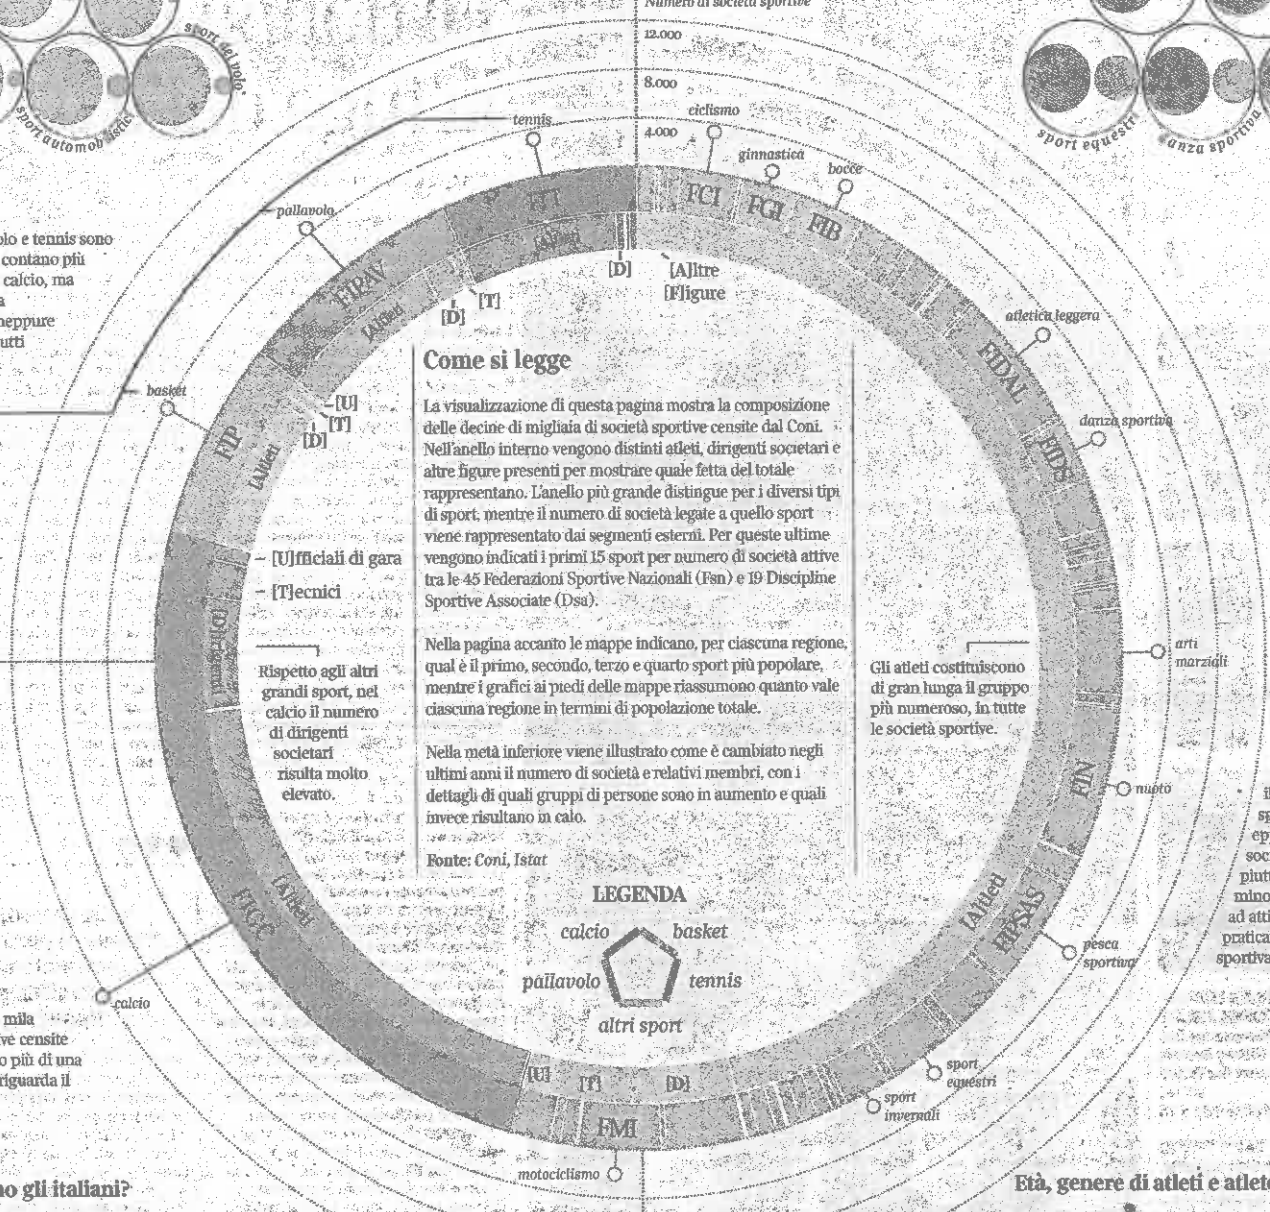 Numero di società sportive
12.000
8.000
4.000
sport del volo
sport automobilistic
sport equestri
danza sportiva
ciclismo
tennis
ginnastica
bocce
pallavolo
atletica leggera
danza sportiva
basket
arti
marziali
nuoto
pesca
sportiva
sport
equestri
sport
invernali
motociclismo
calcio
FCI
FGI
FIB
FIT
FIPAV
FIP
FIDAL
FIDS
FIN
FIPSAS
FMI
FIGC
[A]tleti
[D]
[A]ltre
[F]igure
[A]tleti
[D]
[T]
[A]tleti
[U]
[T]
[D]
[U]fficiali di gara
[T]ecnici
[D]irigenti
[A]tleti
[A]tleti
[U]
[T]
[D]
olo e tennis sono
contano più
calcio, ma
a
neppure
utti
Rispetto agli altri
grandi sport, nel
calcio il numero
di dirigenti
societari
risulta molto
elevato.
Come si legge
La visualizzazione di questa pagina mostra la composizione
delle decine di migliaia di società sportive censite dal Coni.
Nell'anello interno vengono distinti atleti, dirigenti societari e
altre figure presenti per mostrare quale fetta del totale
rappresentano. L'anello più grande distingue per i diversi tipi
di sport, mentre il numero di società legate a quello sport
viene rappresentato dai segmenti esterni. Per queste ultime
vengono indicati i primi 15 sport per numero di società attive
tra le 45 Federazioni Sportive Nazionali (Fsn) e 19 Discipline
Sportive Associate (Dsa).
Nella pagina accanto le mappe indicano, per ciascuna regione,
qual è il primo, secondo, terzo e quarto sport più popolare,
mentre i grafici ai piedi delle mappe riassumono quanto vale
ciascuna regione in termini di popolazione totale.
Nella metà inferiore viene illustrato come è cambiato negli
ultimi anni il numero di società e relativi membri, con i
dettagli di quali gruppi di persone sono in aumento e quali
invece risultano in calo.
Fonte: Coni, Istat
LEGENDA
calcio
basket
pallavolo
tennis
altri sport
Gli atleti costituiscono
di gran lunga il gruppo
più numeroso, in tutte
le società sportive.
il
sp
ep
soc
piutt
mino
ad atti
pratica
sportiva
mila
ve censite
o più di una
riguarda il
no gli italiani?
Età, genere di atleti e atlet